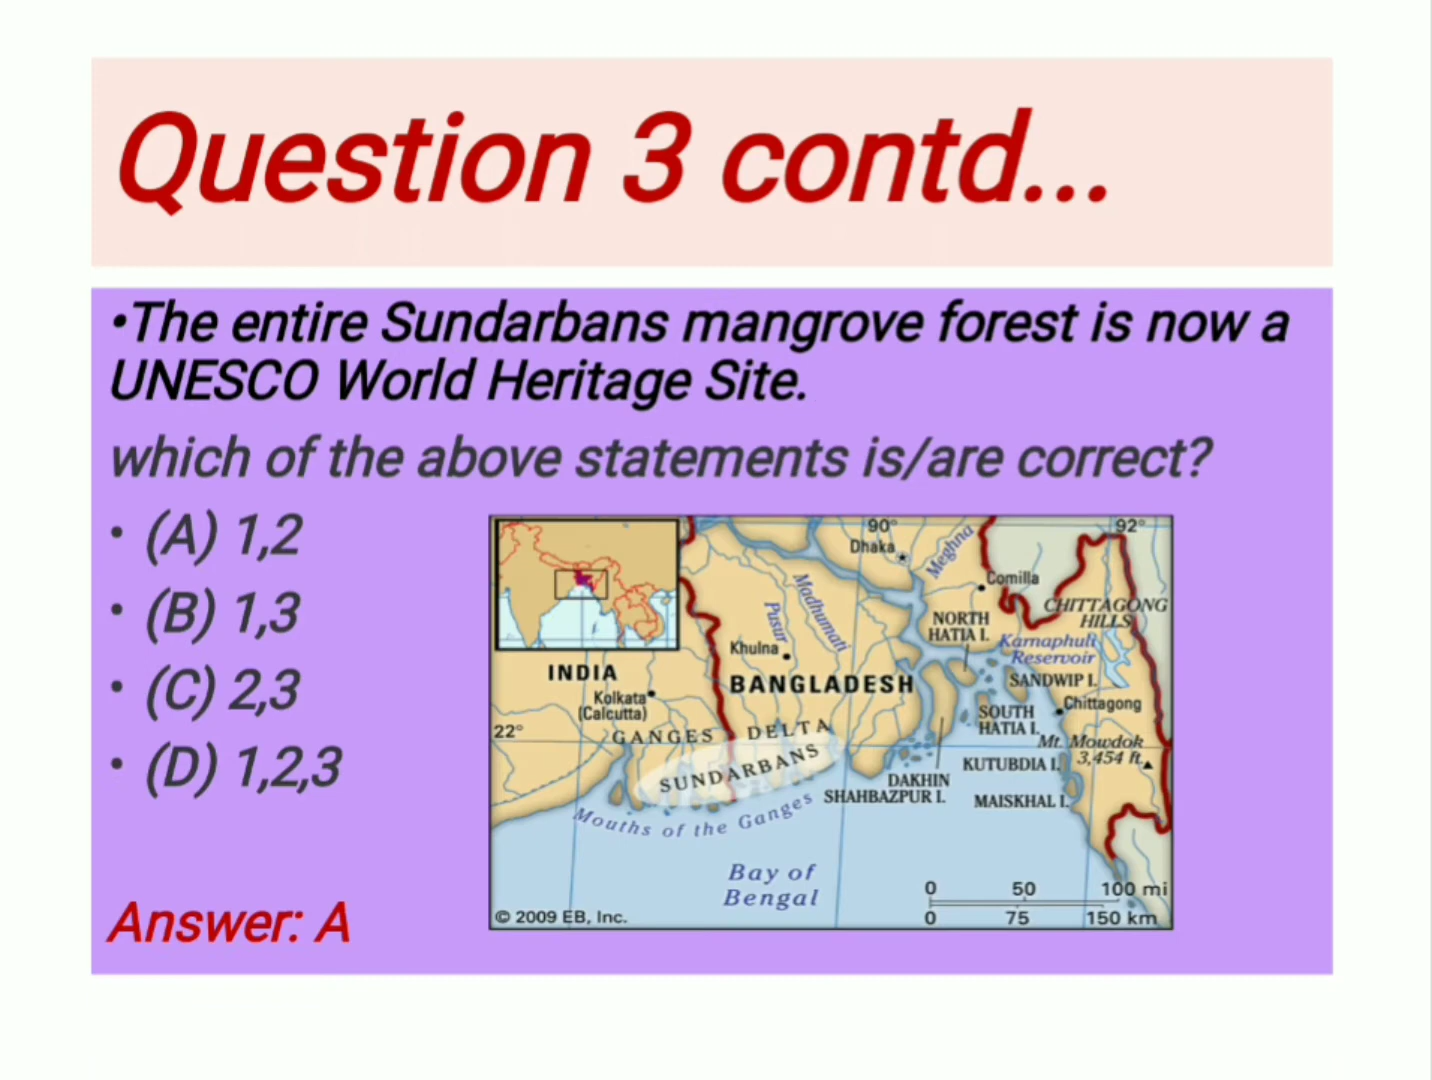 Question 3 contd...
•The entire Sundarbans mangrove forest is now a
UNESCO World Heritage Site.
which of the above statements is/are correct?
• (A) 1,2
• (B) 1,3
• (C) 2,3
• (D) 1,2,3
Answer: A
90°
92°
Dhaka
Meghna
Comilla
CHITTAGONG
HILLS
Madhumati
Pusur
NORTH
HATIA I.
Karnaphuli
Reservoir
Khulna
INDIA
BANGLADESH
SANDWIP I.
Kolkata
(Calcutta)
Chittagong
SOUTH
HATIA I.
22°
GANGES DELTA
Mt. Mowdok
3,454 ft.
SUNDARBANS
KUTUBDIA I.
DAKHIN
SHAHBAZPUR I.
MAISKHAL I.
Mouths of the Ganges
Bay of
Bengal
0 50 100 mi
0 75 150 km
© 2009 EB, Inc.